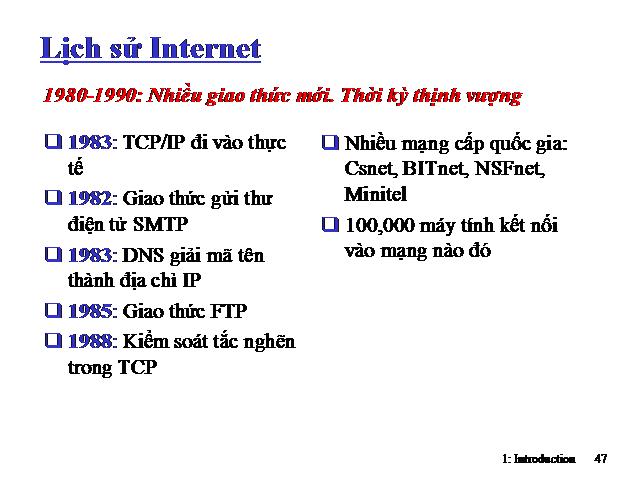 Lịch sử Internet
1980-1990: Nhiều giao thức mới. Thời kỳ thịnh vượng
❑ 1983: TCP/IP đi vào thực
tế
❑ 1982: Giao thức gửi thư
điện tử SMTP
❑ 1983: DNS giải mã tên
thành địa chỉ IP
❑ 1985: Giao thức FTP
❑ 1988: Kiểm soát tắc nghẽn
trong TCP
❑ Nhiều mạng cấp quốc gia:
Csnet, BITnet, NSFnet,
Minitel
❑ 100,000 máy tính kết nối
vào mạng nào đó
1: Introduction 47